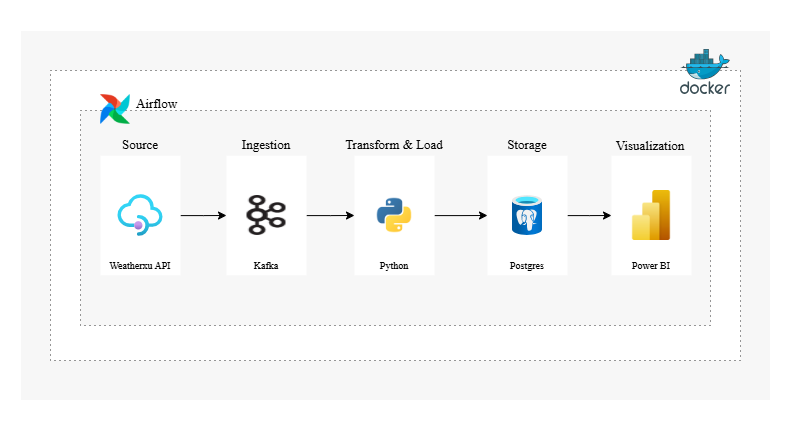 docker
Airflow
Source
Ingestion
Transform & Load
Storage
Visualization
Weatherxu API
Kafka
Python
Postgres
Power BI